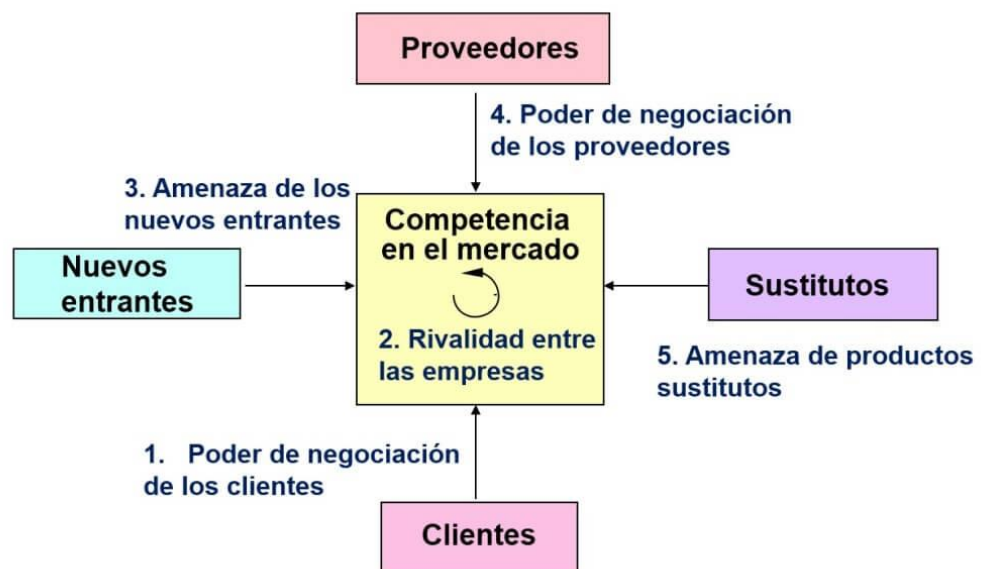 Proveedores
4. Poder de negociación
de los proveedores
3. Amenaza de los
nuevos entrantes
Competencia
en el mercado
Nuevos
entrantes
Sustitutos
2. Rivalidad entre
las empresas
5. Amenaza de productos
sustitutos
1. Poder de negociación
de los clientes
Clientes